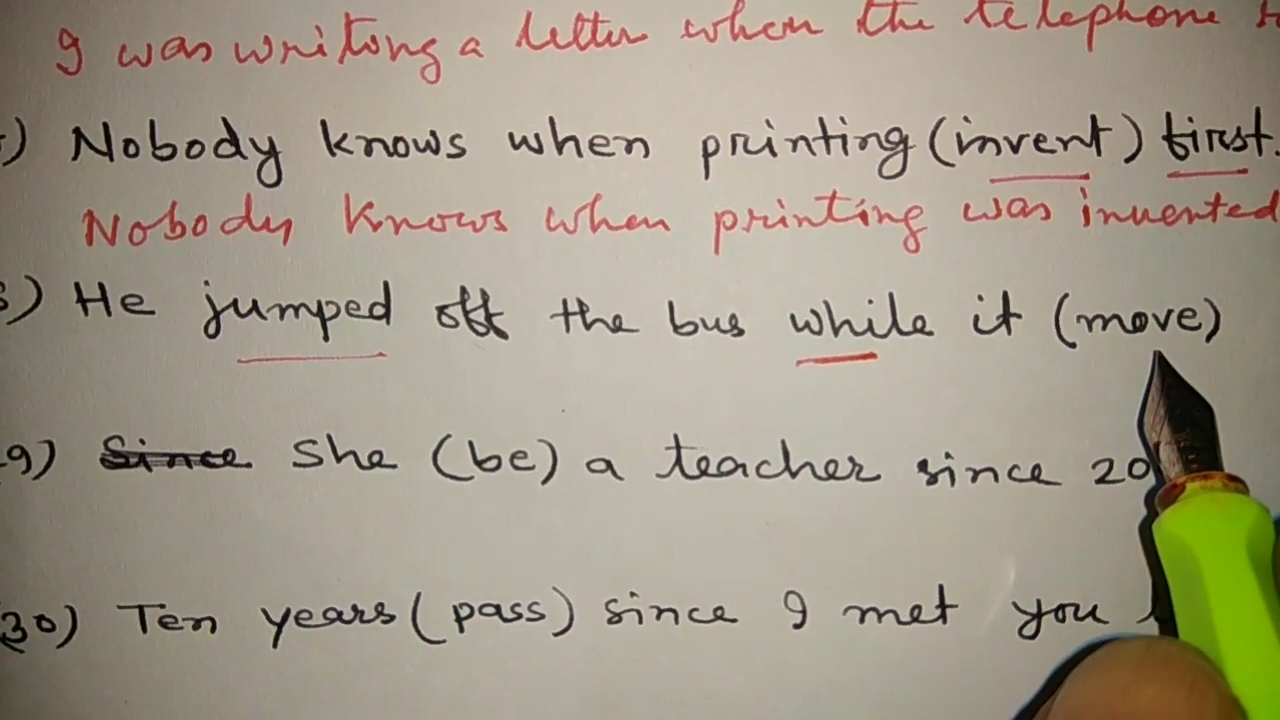 I was writing a letter when the telephone
) Nobody knows when printing (invent) first.
Nobody knows when printing was invented
) He jumped off the bus while it (move)
9) Since She (be) a teacher since 20
30) Ten years (pass) since I met you